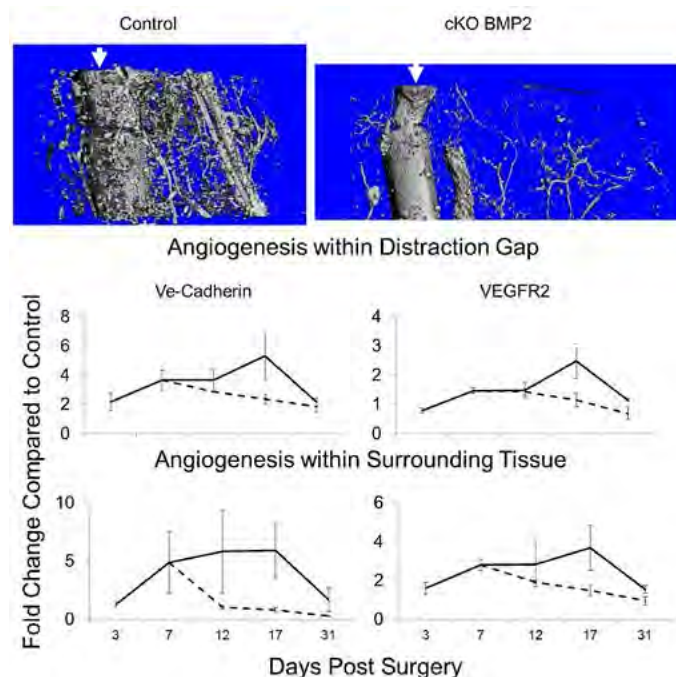 Control cKO BMP2
Angiogenesis within Distraction Gap
Ve-Cadherin VEGFR2
8 4
6 3
4 2
2 1
0 0
Angiogenesis within Surrounding Tissue
10 6
4
5
2
0 0
3 7 12 17 31 3 7 12 17 31
Days Post Surgery
Fold Change Compared to Control